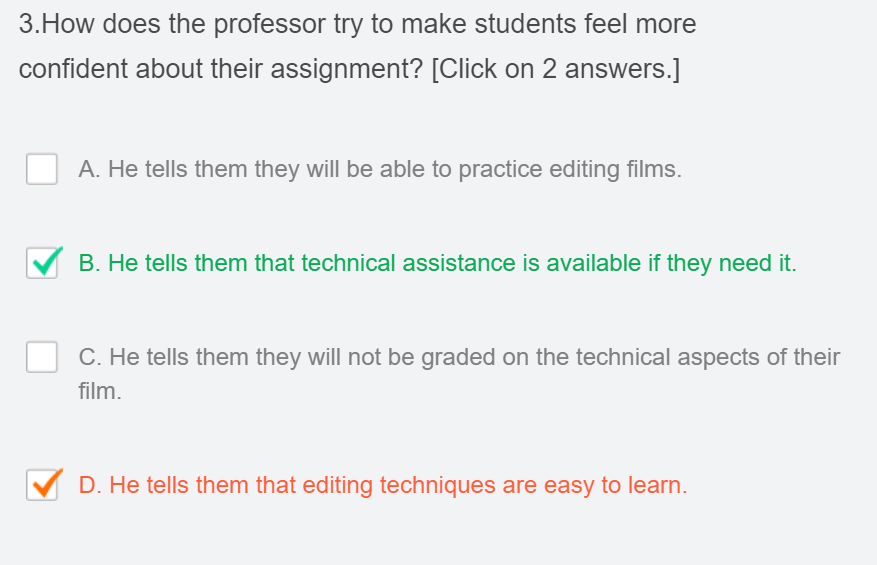 3.How does the professor try to make students feel more
confident about their assignment? [Click on 2 answers.]
A. He tells them they will be able to practice editing films.
B. He tells them that technical assistance is available if they need it.
C. He tells them they will not be graded on the technical aspects of their
film.
D. He tells them that editing techniques are easy to learn.